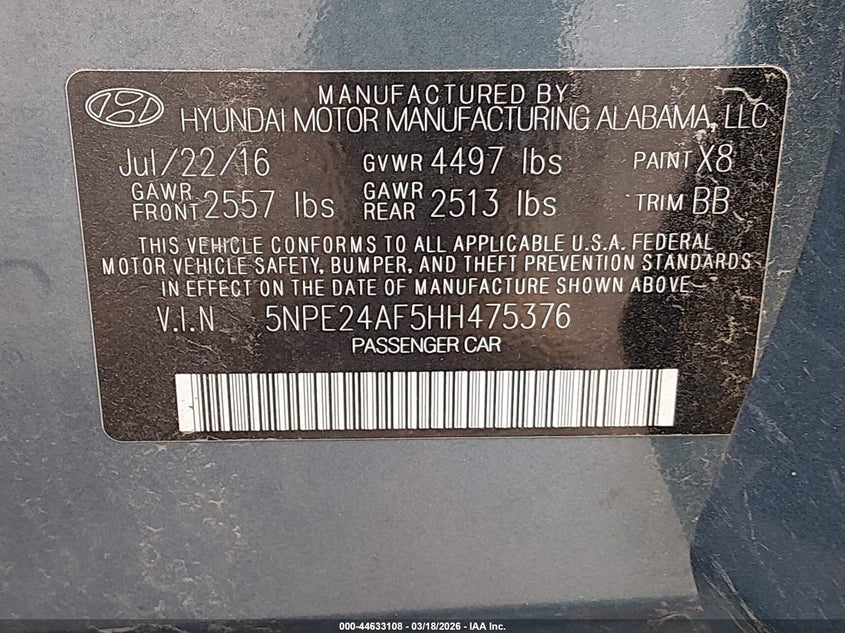 MANUFACTURED BY
HYUNDAI MOTOR MANUFACTURING ALABAMA, LLC
Jul/22/16 GVWR 4497 lbs PAINT X8
GAWR FRONT 2557 lbs GAWR REAR 2513 lbs TRIM BB
THIS VEHICLE CONFORMS TO ALL APPLICABLE U.S.A. FEDERAL
MOTOR VEHICLE SAFETY, BUMPER, AND THEFT PREVENTION STANDARDS
IN EFFECT ON THE DATE OF MANUFACTURE SHOWN ABOVE.
V.I.N 5NPE24AF5HH475376
PASSENGER CAR
000-44633108 - 03/18/2026 - IAA Inc.